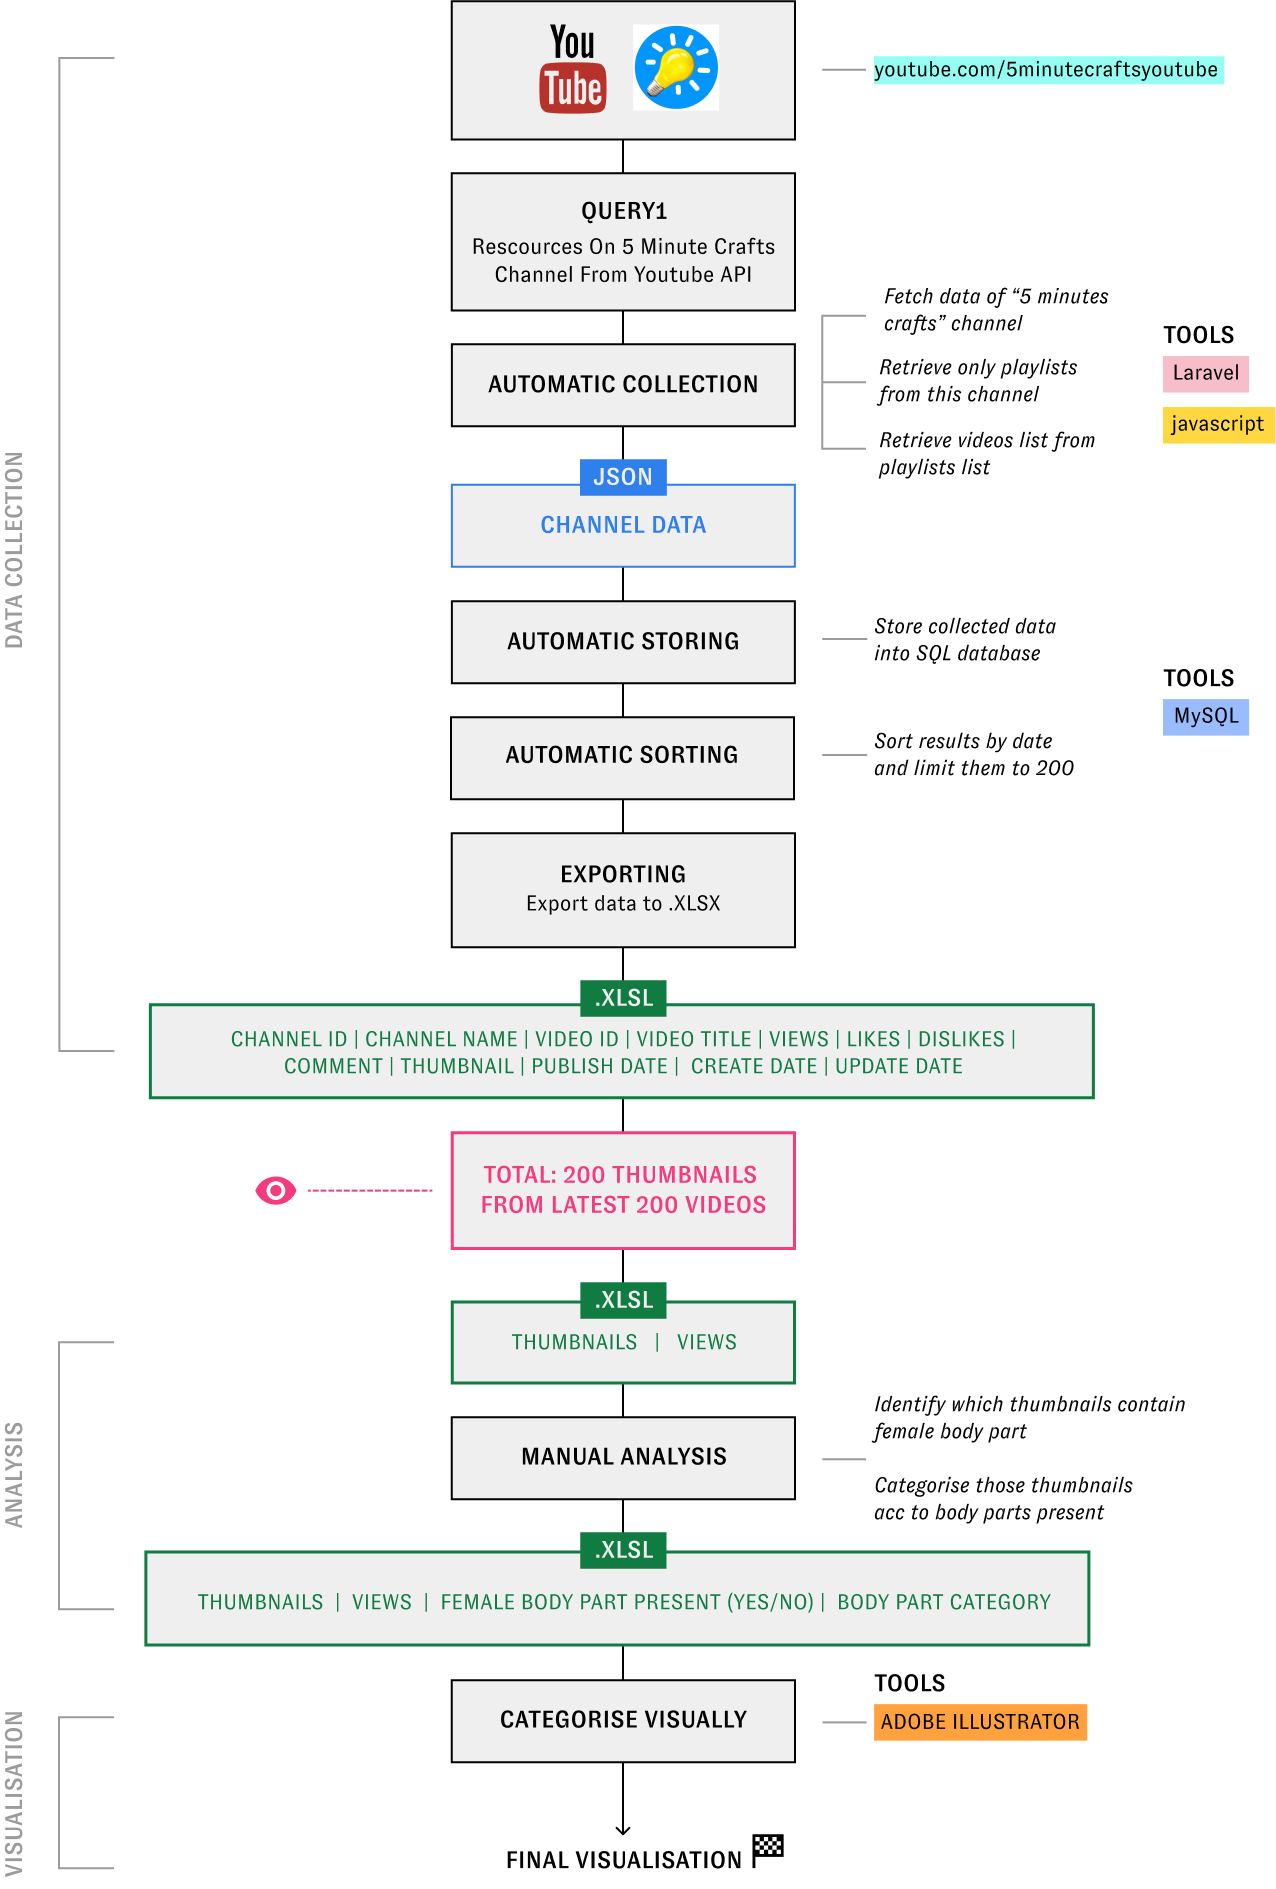 You
Tube
youtube.com/5minutecraftsyoutube
QUERY1
Rescources On 5 Minute Crafts
Channel From Youtube API
AUTOMATIC COLLECTION
Fetch data of “5 minutes
crafts” channel
Retrieve only playlists
from this channel
Retrieve videos list from
playlists list
TOOLS
Laravel
javascript
JSON
CHANNEL DATA
DATA COLLECTION
AUTOMATIC STORING
Store collected data
into SQL database
TOOLS
MySQL
AUTOMATIC SORTING
Sort results by date
and limit them to 200
EXPORTING
Export data to .XLSX
.XLSL
CHANNEL ID | CHANNEL NAME | VIDEO ID | VIDEO TITLE | VIEWS | LIKES | DISLIKES |
COMMENT | THUMBNAIL | PUBLISH DATE | CREATE DATE | UPDATE DATE
TOTAL: 200 THUMBNAILS
FROM LATEST 200 VIDEOS
.XLSL
THUMBNAILS | VIEWS
ANALYSIS
MANUAL ANALYSIS
Identify which thumbnails contain
female body part
Categorise those thumbnails
acc to body parts present
.XLSL
THUMBNAILS | VIEWS | FEMALE BODY PART PRESENT (YES/NO) | BODY PART CATEGORY
VISUALISATION
CATEGORISE VISUALLY
TOOLS
ADOBE ILLUSTRATOR
FINAL VISUALISATION